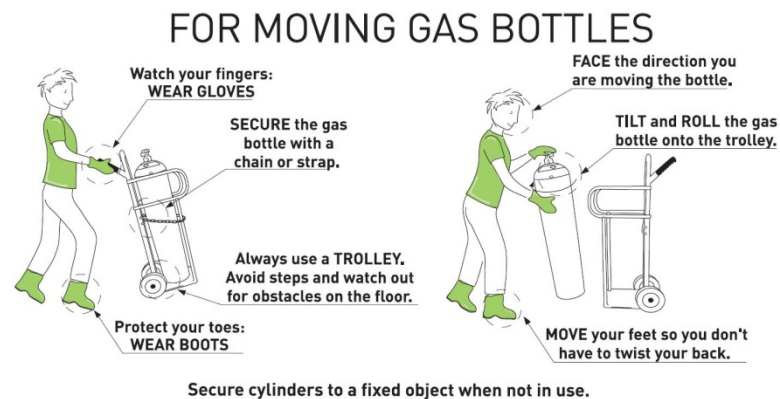 FOR MOVING GAS BOTTLES
Watch your fingers:
WEAR GLOVES
SECURE the gas
bottle with a
chain or strap.
Always use a TROLLEY.
Avoid steps and watch out
for obstacles on the floor.
Protect your toes:
WEAR BOOTS
FACE the direction you
are moving the bottle.
TILT and ROLL the gas
bottle onto the trolley.
MOVE your feet so you don't
have to twist your back.
Secure cylinders to a fixed object when not in use.